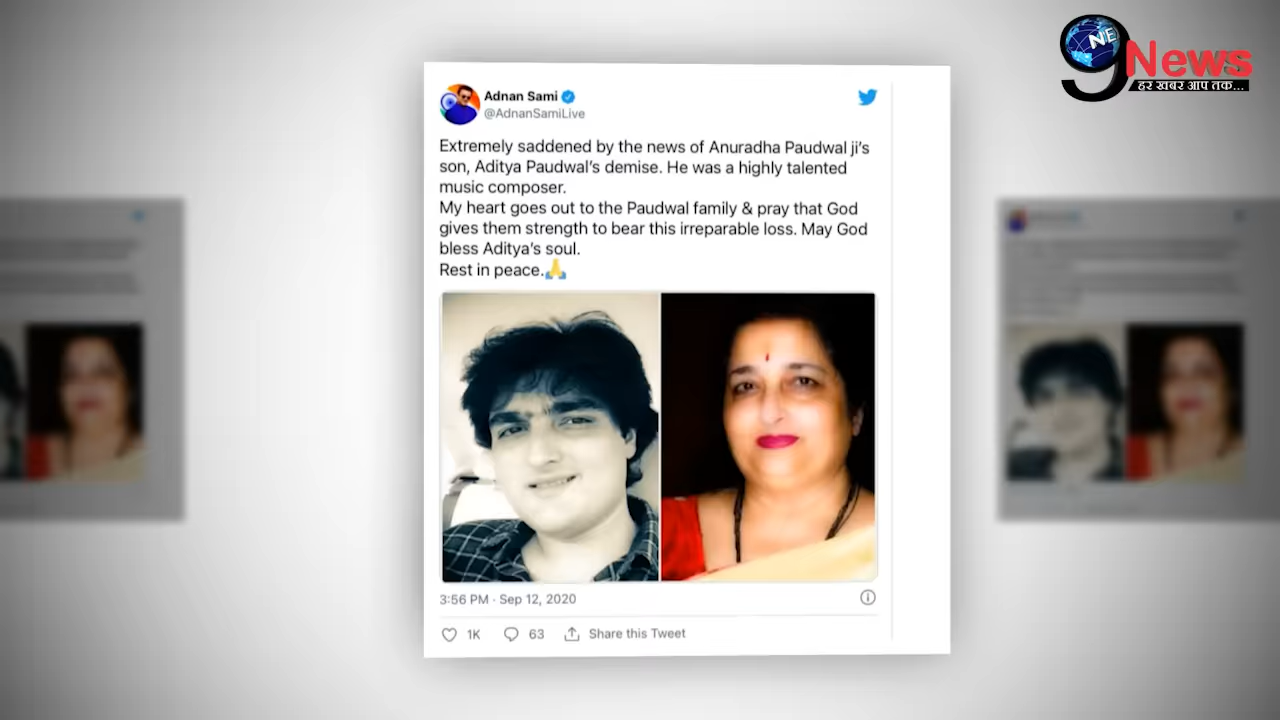 NE
9News
हर खबर आप तक...
Adnan Sami
@AdnanSamiLive
Extremely saddened by the news of Anuradha Paudwal ji's
son, Aditya Paudwal's demise. He was a highly talented
music composer.
My heart goes out to the Paudwal family & pray that God
gives them strength to bear this irreparable loss. May God
bless Aditya's soul.
Rest in peace.🙏
3:56 PM · Sep 12, 2020
1K 63 Share this Tweet